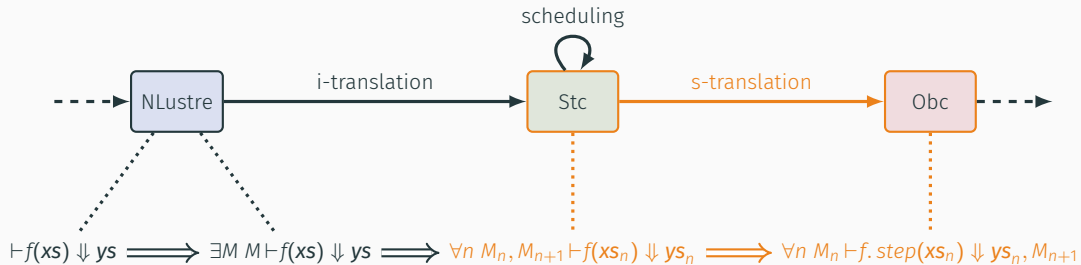 scheduling
NLustre i-translation Stc s-translation Obc
⊢f(xs) ⇓ ys ⟹ ∃M M ⊢f(xs) ⇓ ys ⟹ ∀n Mₙ, Mₙ₊₁ ⊢f(xsₙ) ⇓ ysₙ ⟹ ∀n Mₙ ⊢f.step(xsₙ) ⇓ ysₙ, Mₙ₊₁